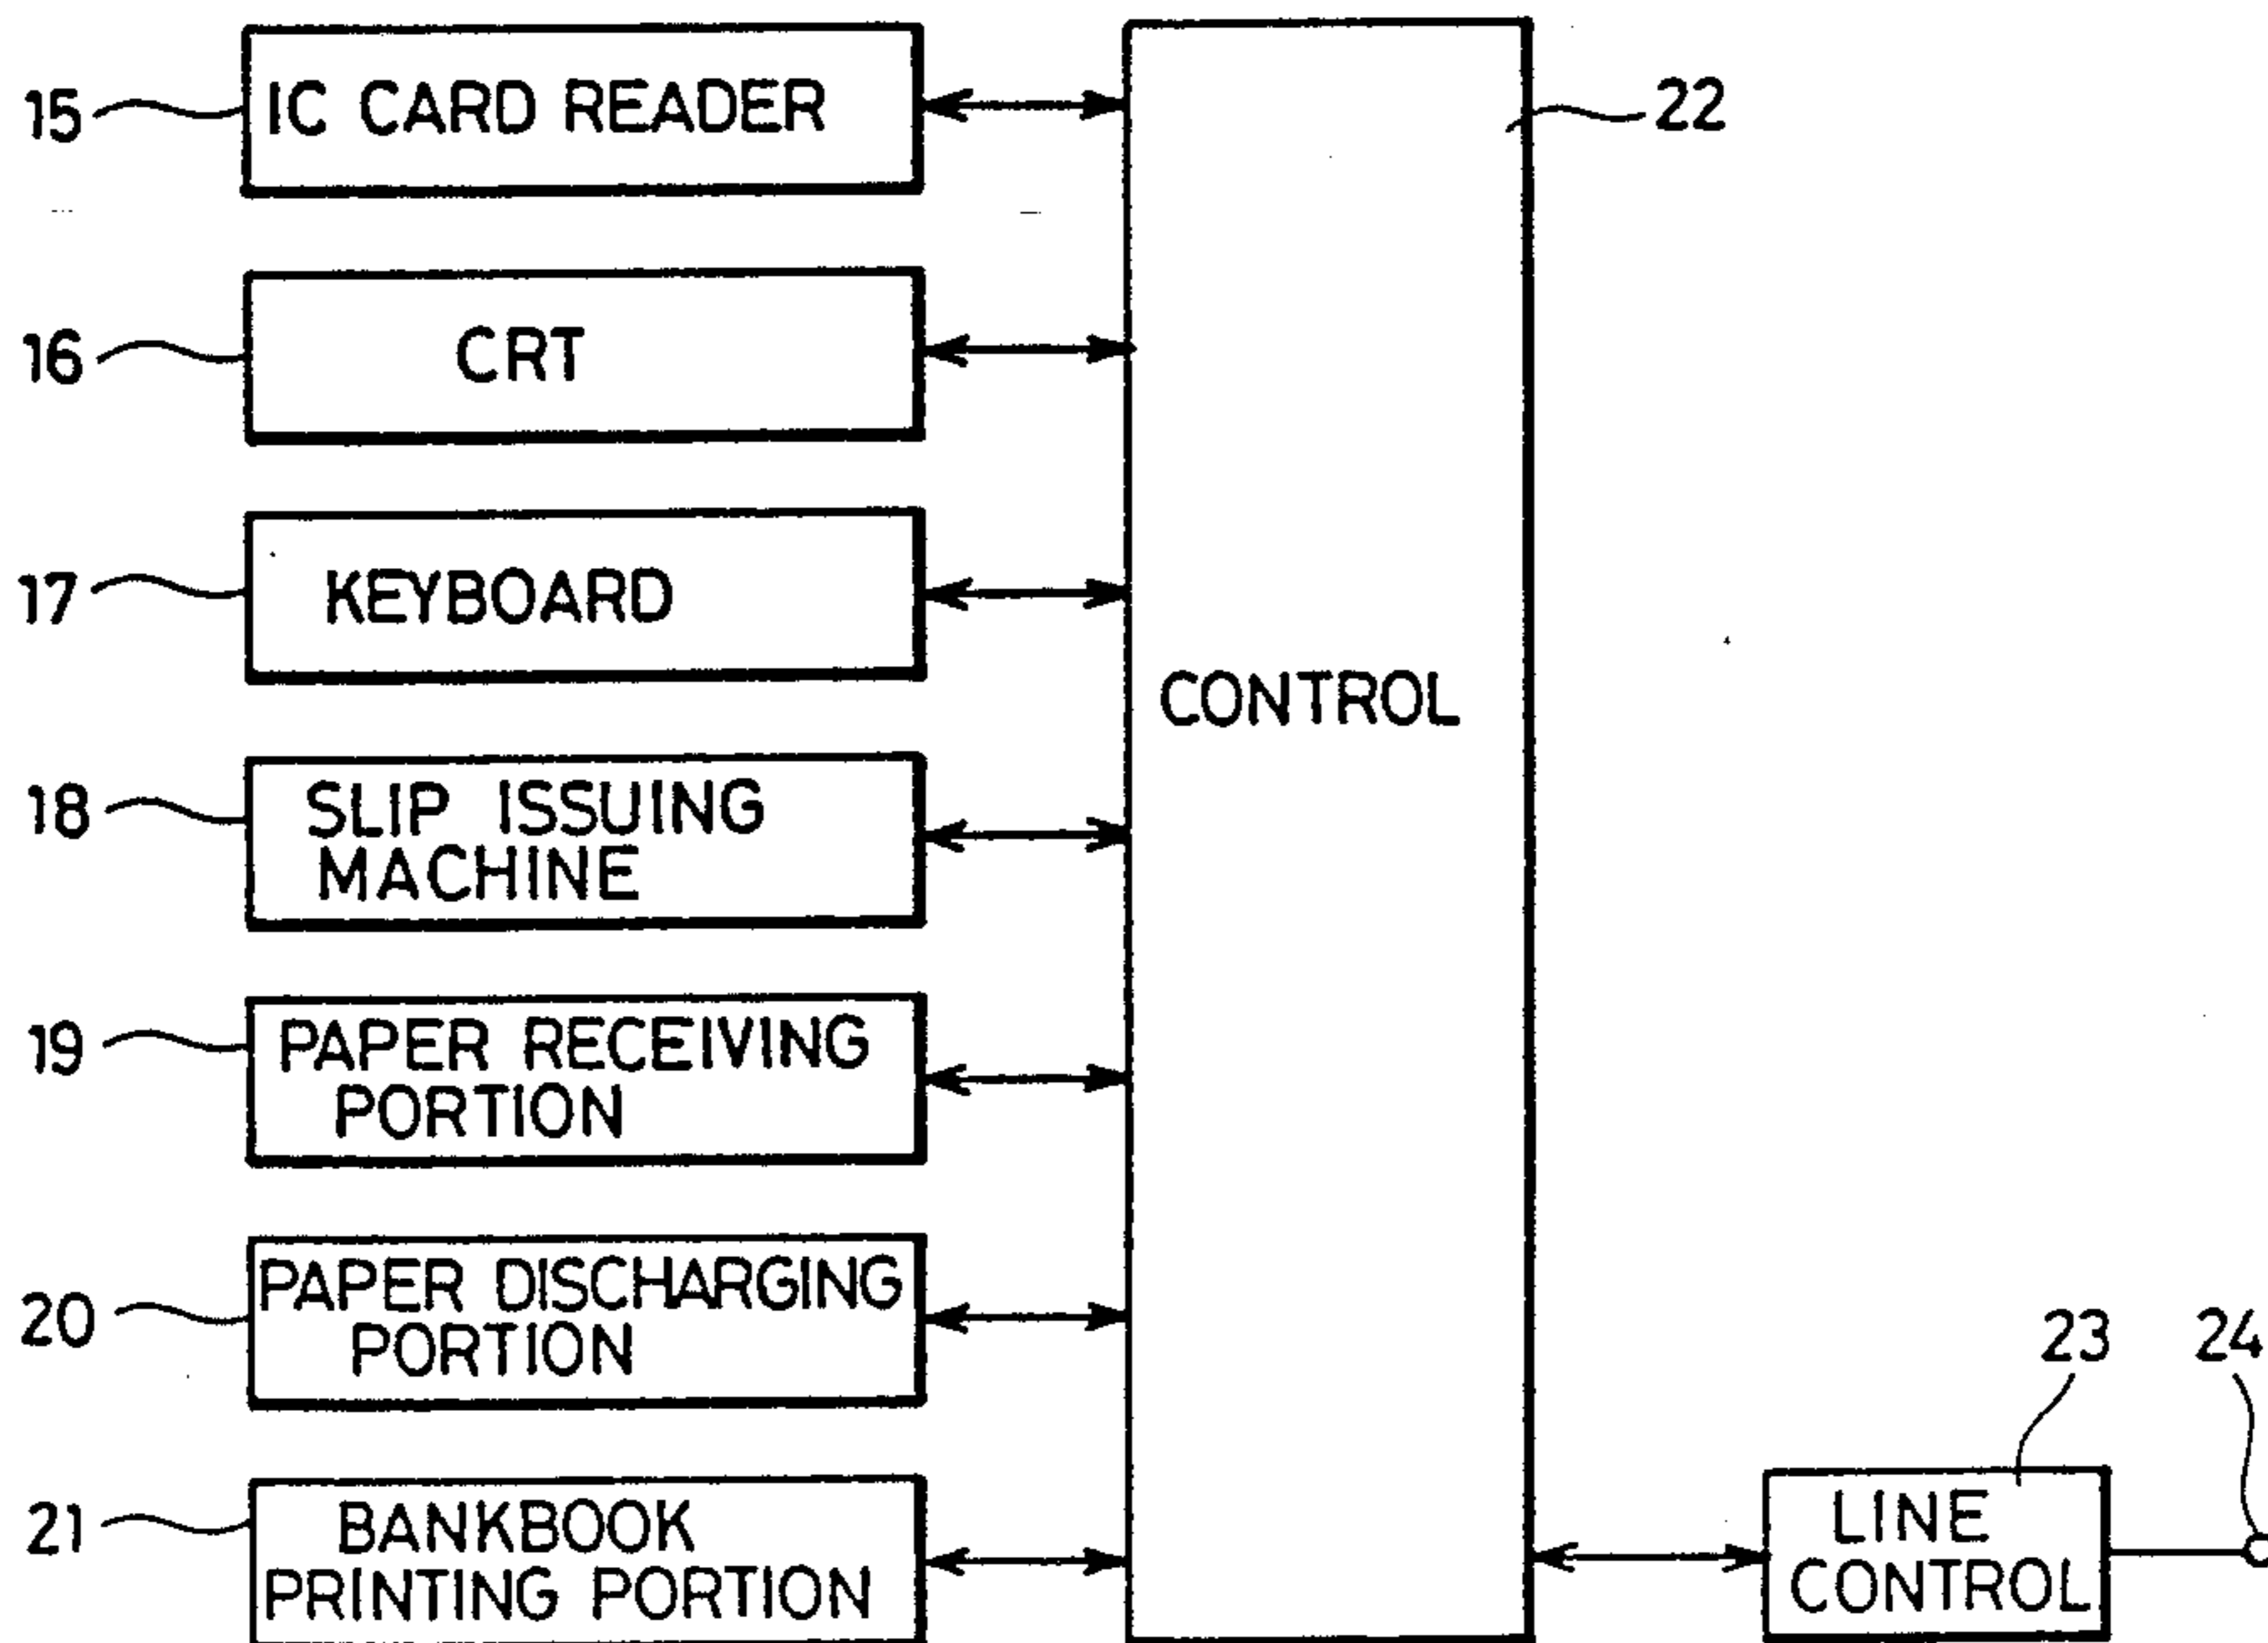 15
IC CARD READER
22
16
CRT
17
KEYBOARD
CONTROL
18
SLIP ISSUING
MACHINE
19
PAPER RECEIVING
PORTION
20
PAPER DISCHARGING
PORTION
23
24
21
BANKBOOK
PRINTING PORTION
LINE
CONTROL